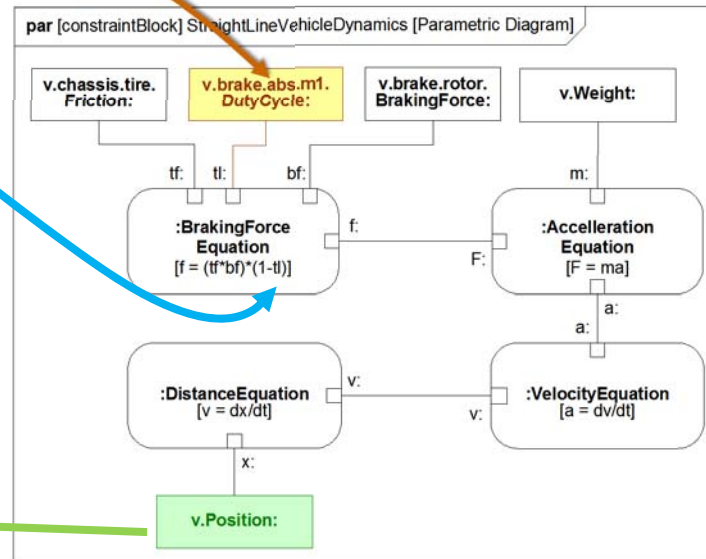 par [constraintBlock] StraightLineVehicleDynamics [Parametric Diagram]
v.chassis.tire.
Friction:
v.brake.abs.m1.
DutyCycle:
v.brake.rotor.
BrakingForce:
v.Weight:
tf:
tl:
bf:
m:
:BrakingForce
Equation
[f = (tf*bf)*(1-tl)]
f:
F:
:Accelleration
Equation
[F = ma]
a:
a:
:DistanceEquation
[v = dx/dt]
v:
v:
:VelocityEquation
[a = dv/dt]
x:
v.Position: